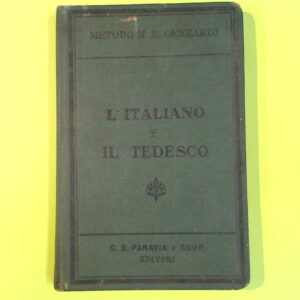 METODO N. A. GENZARDI
L'ITALIANO
E
IL TEDESCO
G. B. PARAVIA e COMP.
EDITORI